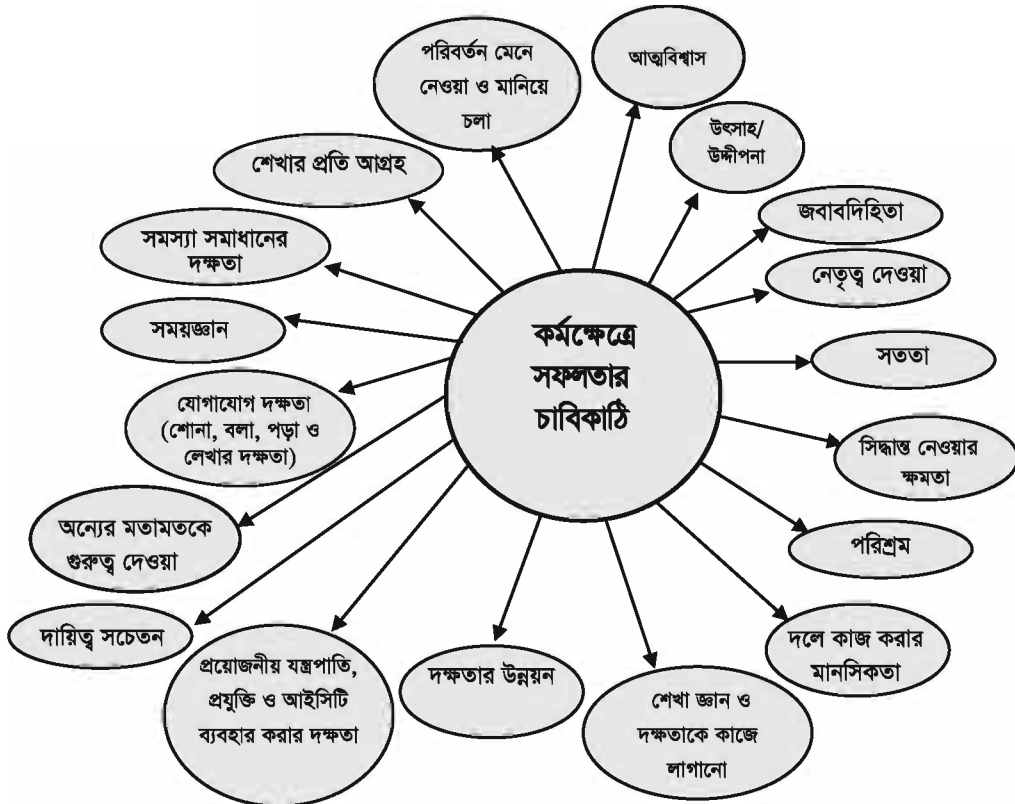 কর্মক্ষেত্রে
সফলতার
চাবিকাঠি
পরিবর্তন মেনে
নেওয়া ও মানিয়ে
চলা
আত্মবিশ্বাস
উৎসাহ/
উদ্দীপনা
জবাবদিহিতা
নেতৃত্ব দেওয়া
সততা
সিদ্ধান্ত নেওয়ার
ক্ষমতা
পরিশ্রম
দলে কাজ করার
মানসিকতা
শেখা জ্ঞান ও
দক্ষতাকে কাজে
লাগানো
দক্ষতার উন্নয়ন
প্রয়োজনীয় যন্ত্রপাতি,
প্রযুক্তি ও আইসিটি
ব্যবহার করার দক্ষতা
দায়িত্ব সচেতন
অন্যের মতামতকে
গুরুত্ব দেওয়া
যোগাযোগ দক্ষতা
(শোনা, বলা, পড়া ও
লেখার দক্ষতা)
সময়জ্ঞান
সমস্যা সমাধানের
দক্ষতা
শেখার প্রতি আগ্রহ